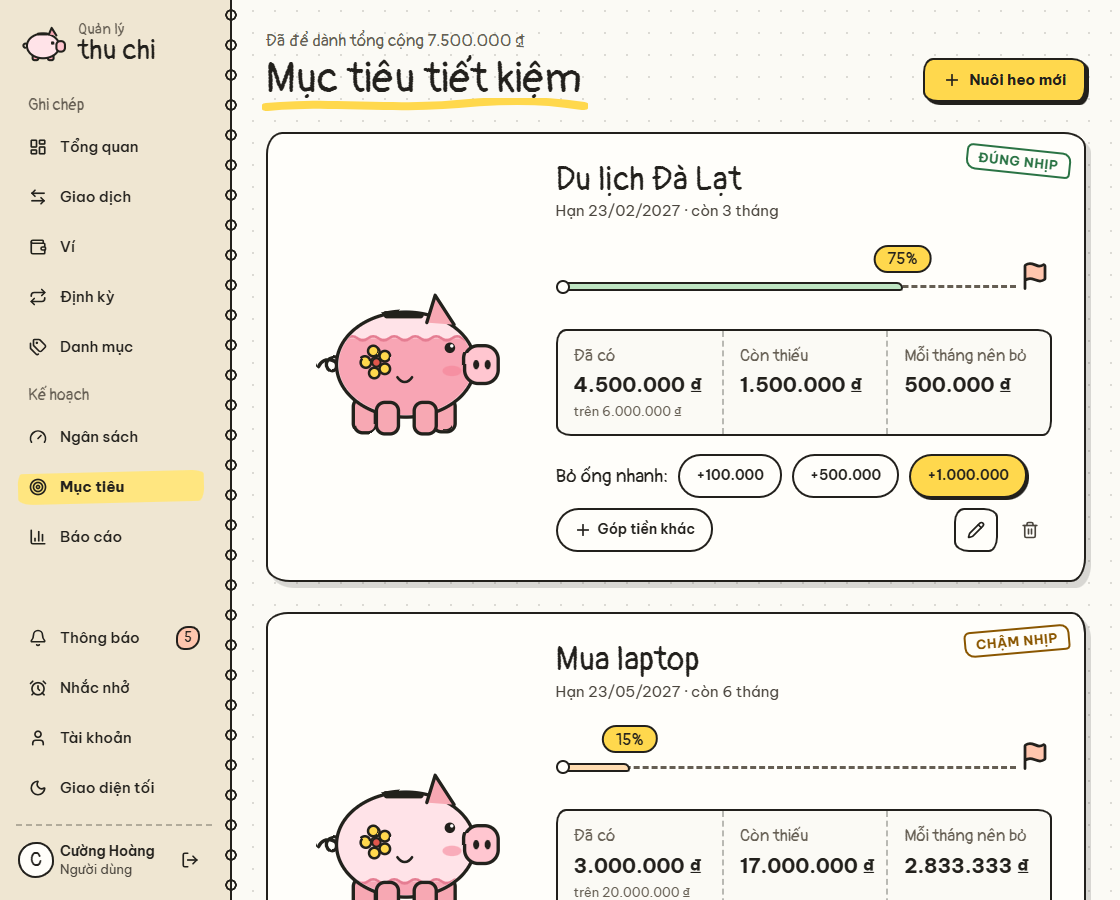 Quản lý
thu chi
Ghi chép
Tổng quan
Giao dịch
Ví
Định kỳ
Danh mục
Kế hoạch
Ngân sách
Mục tiêu
Báo cáo
Thông báo
5
Nhắc nhở
Tài khoản
Giao diện tối
C
Cường Hoàng
Người dùng
Đã để dành tổng cộng 7.500.000 ₫
Mục tiêu tiết kiệm
Nuôi heo mới
ĐÚNG NHỊP
Du lịch Đà Lạt
Hạn 23/02/2027 · còn 3 tháng
75%
Đã có
4.500.000 ₫
trên 6.000.000 ₫
Còn thiếu
1.500.000 ₫
Mỗi tháng nên bỏ
500.000 ₫
Bỏ ống nhanh:
+100.000
+500.000
+1.000.000
Góp tiền khác
CHẬM NHỊP
Mua laptop
Hạn 23/05/2027 · còn 6 tháng
15%
Đã có
3.000.000 ₫
trên 20.000.000 ₫
Còn thiếu
17.000.000 ₫
Mỗi tháng nên bỏ
2.833.333 ₫